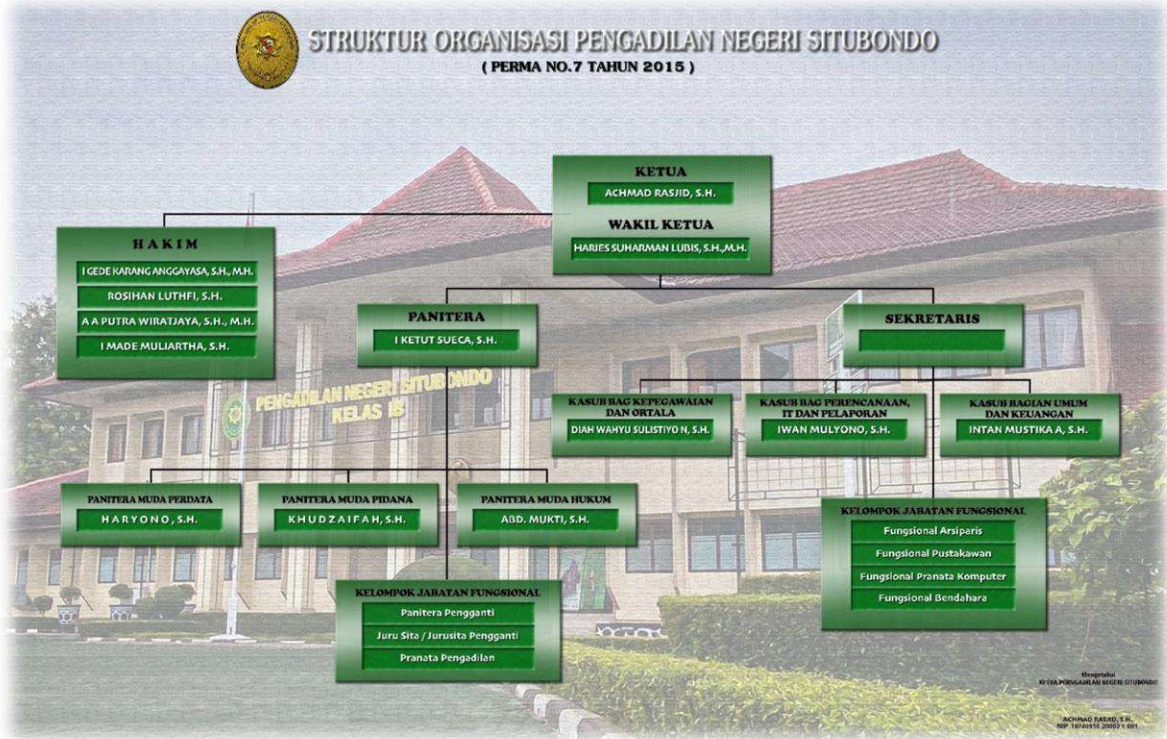 STRUKTUR ORGANISASI PENGADILAN NEGERI SITUBONDO
( PERMA NO.7 TAHUN 2015 )
KETUA
ACHMAD RASJID, S.H.
WAKIL KETUA
HARIES SUHARMAN LUBIS, S.H.,M.H.
H A K I M
I GEDE KARANG ANGGAYASA, S.H., M.H.
ROSIHAN LUTHFI, S.H.
A A PUTRA WIRATJAYA, S.H., M.H.
I MADE MULIARTHA, S.H.
PANITERA
I KETUT SUECA, S.H.
SEKRETARIS
PENGADILAN NEGERI SITUBONDO
KELAS IB
KASUB BAG KEPEGAWAIAN
DAN ORTALA
DIAH WAHYU SULISTIYO N, S.H.
KASUB BAG PERENCANAAN,
IT DAN PELAPORAN
IWAN MULYONO, S.H.
KASUB BAGIAN UMUM
DAN KEUANGAN
INTAN MUSTIKA A, S.H.
PANITERA MUDA PERDATA
HARYONO, S.H.
PANITERA MUDA PIDANA
KHUDZAIFAH, S.H.
PANITERA MUDA HUKUM
ABD. MUKTI, S.H.
KELOMPOK JABATAN FUNGSIONAL
Panitera Pengganti
Juru Sita / Jurusita Pengganti
Pranata Pengadilan
KELOMPOK JABATAN FUNGSIONAL
Fungsional Arsiparis
Fungsional Pustakawan
Fungsional Pranata Komputer
Fungsional Bendahara
Mengetahui
KETUA PERNGADILAN NEGERI SITUBONDO
ACHMAD RASJID, S.H.
NIP